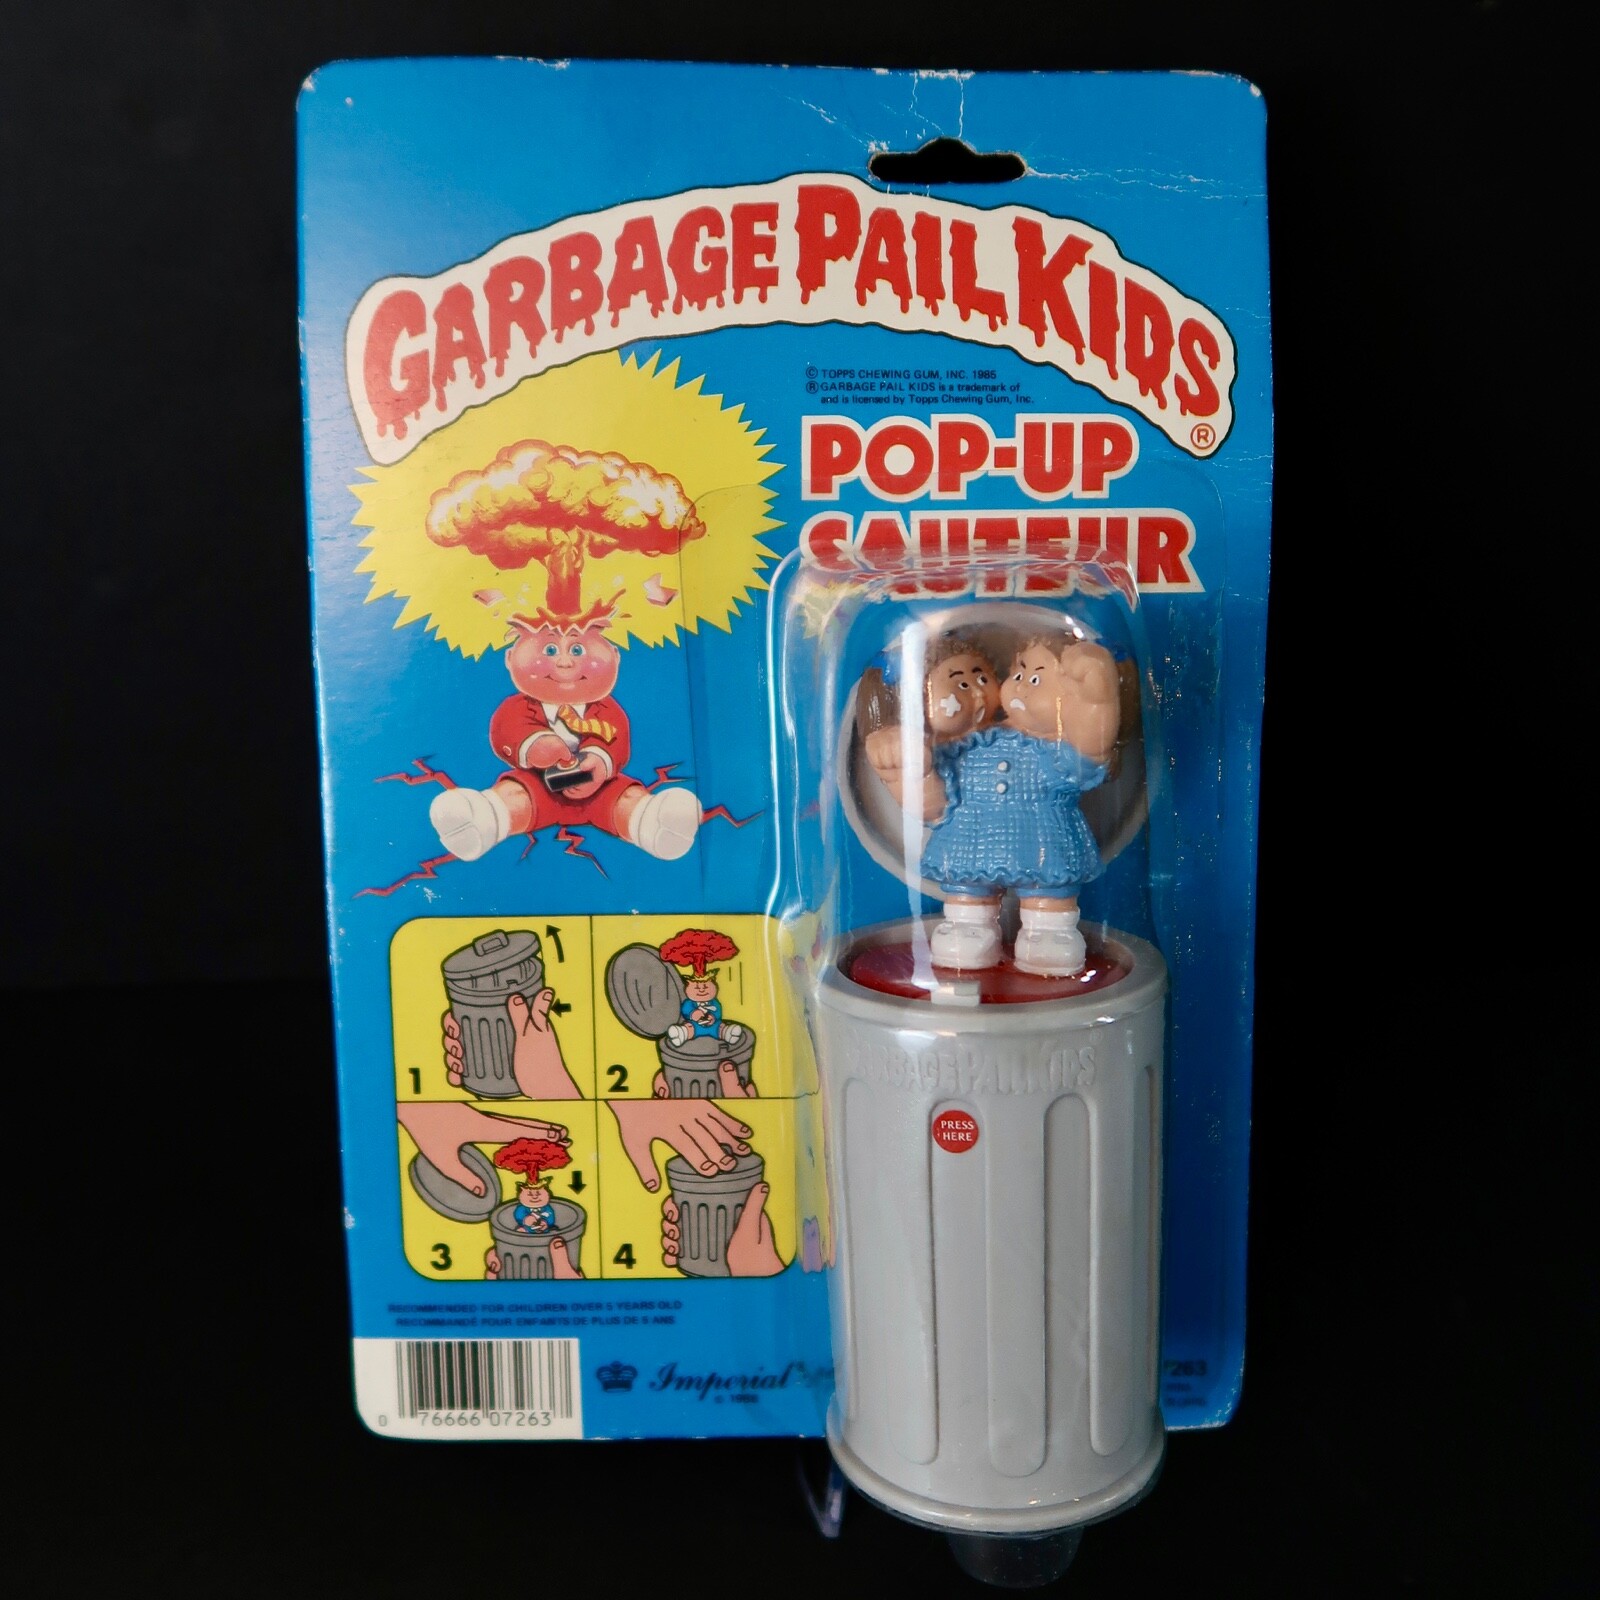 GARBAGE PAIL KIDS
®
© TOPPS CHEWING GUM, INC. 1985
® GARBAGE PAIL KIDS is a trademark of
and is licensed by Topps Chewing Gum, Inc.
POP-UP
SAUTEUR
GARBAGE PAIL KIDS
PRESS
HERE
1
2
3
4
RECOMMENDED FOR CHILDREN OVER 5 YEARS OLD
RECOMMANDÉ POUR ENFANTS DE PLUS DE 5 ANS
Imperial
0 76666 07263
263